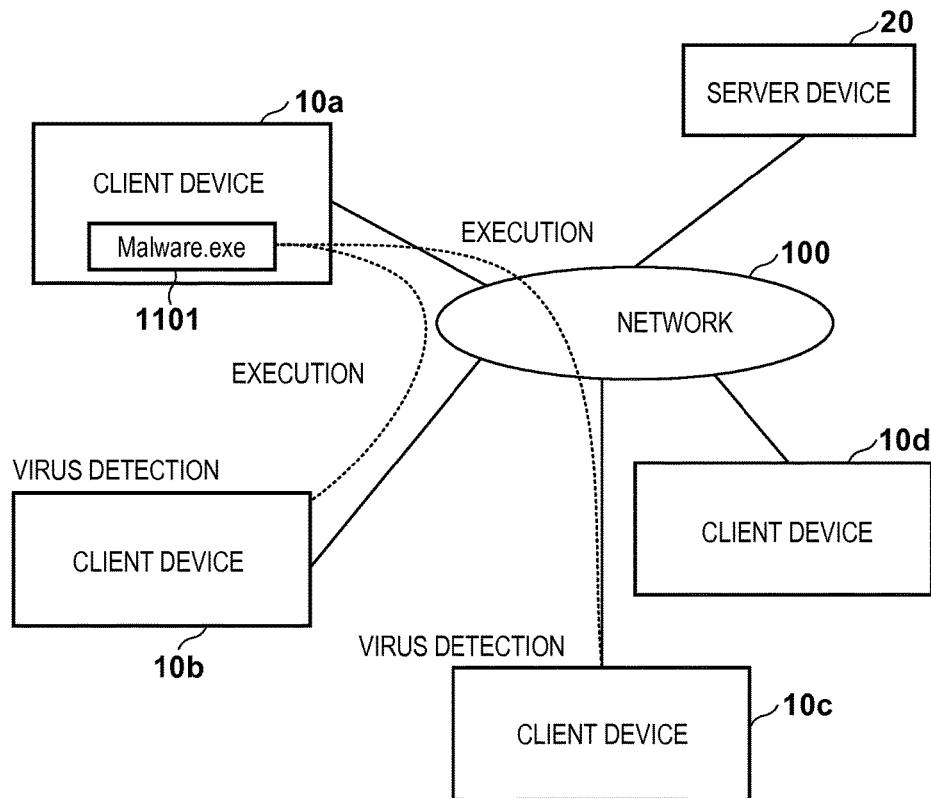 20
SERVER DEVICE
10a
CLIENT DEVICE
Malware.exe
1101
EXECUTION
100
NETWORK
EXECUTION
10d
VIRUS DETECTION
CLIENT DEVICE
CLIENT DEVICE
10b
VIRUS DETECTION
10c
CLIENT DEVICE